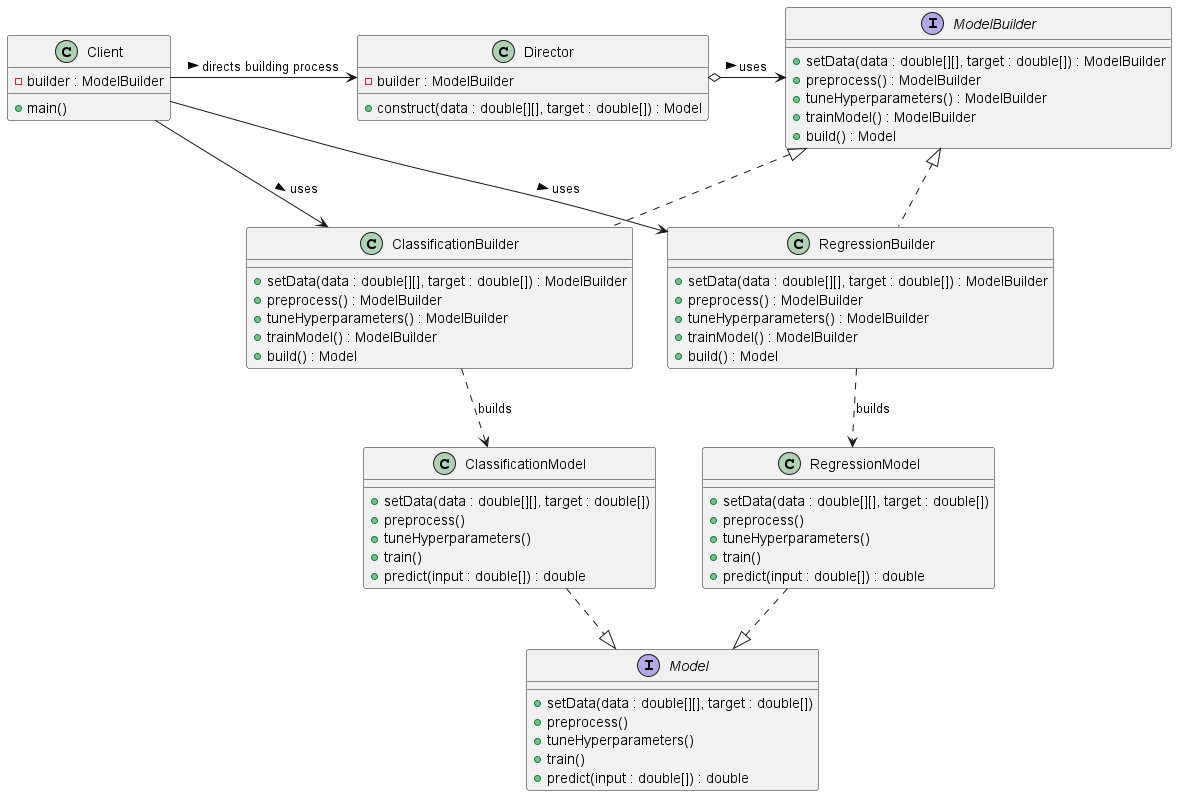 C Client
builder : ModelBuilder
main()
directs building process
C Director
builder : ModelBuilder
construct(data : double[][], target : double[]) : Model
uses
I ModelBuilder
setData(data : double[][], target : double[]) : ModelBuilder
preprocess() : ModelBuilder
tuneHyperparameters() : ModelBuilder
trainModel() : ModelBuilder
build() : Model
uses
uses
C ClassificationBuilder
setData(data : double[][], target : double[]) : ModelBuilder
preprocess() : ModelBuilder
tuneHyperparameters() : ModelBuilder
trainModel() : ModelBuilder
build() : Model
C RegressionBuilder
setData(data : double[][], target : double[]) : ModelBuilder
preprocess() : ModelBuilder
tuneHyperparameters() : ModelBuilder
trainModel() : ModelBuilder
build() : Model
builds
builds
C ClassificationModel
setData(data : double[][], target : double[])
preprocess()
tuneHyperparameters()
train()
predict(input : double[]) : double
C RegressionModel
setData(data : double[][], target : double[])
preprocess()
tuneHyperparameters()
train()
predict(input : double[]) : double
I Model
setData(data : double[][], target : double[])
preprocess()
tuneHyperparameters()
train()
predict(input : double[]) : double